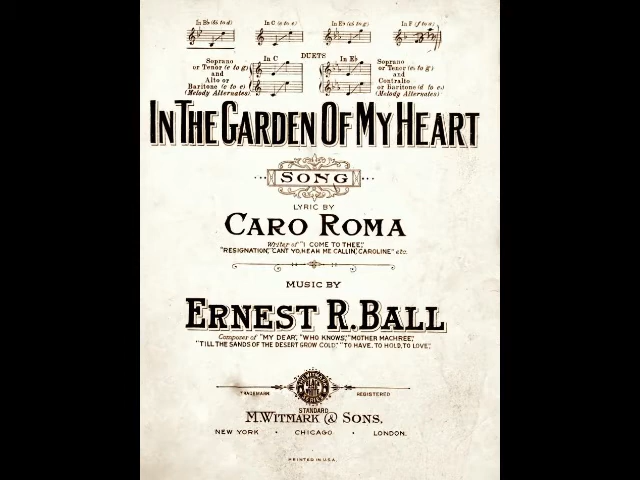 In B♭ (d♭ to d) In C (e to e) In E♭ (e♭ to g) In F (f to a)
DUETS
Soprano or Tenor (e to g) and Alto or Baritone (c to e) (Melody Alternates)
In C
In E♭
Soprano or Tenor (e♭ to g) and Contralto or Baritone (d to e♭) (Melody Alternates)
IN THE GARDEN OF MY HEART
SONG
LYRIC BY
CARO ROMA
Writer of "I COME TO THEE",
"RESIGNATION," "CAN'T YO, HEAH ME CALLIN', CAROLINE" etc.
MUSIC BY
ERNEST R. BALL
Composer of "MY DEAR", "WHO KNOWS," "MOTHER MACHREE,"
"TILL THE SANDS OF THE DESERT GROW COLD," "TO HAVE, TO HOLD, TO LOVE",
TRADEMARK REGISTERED
STANDARD
M. WITMARK & SONS,
NEW YORK · CHICAGO · LONDON.
PRINTED IN U.S.A.